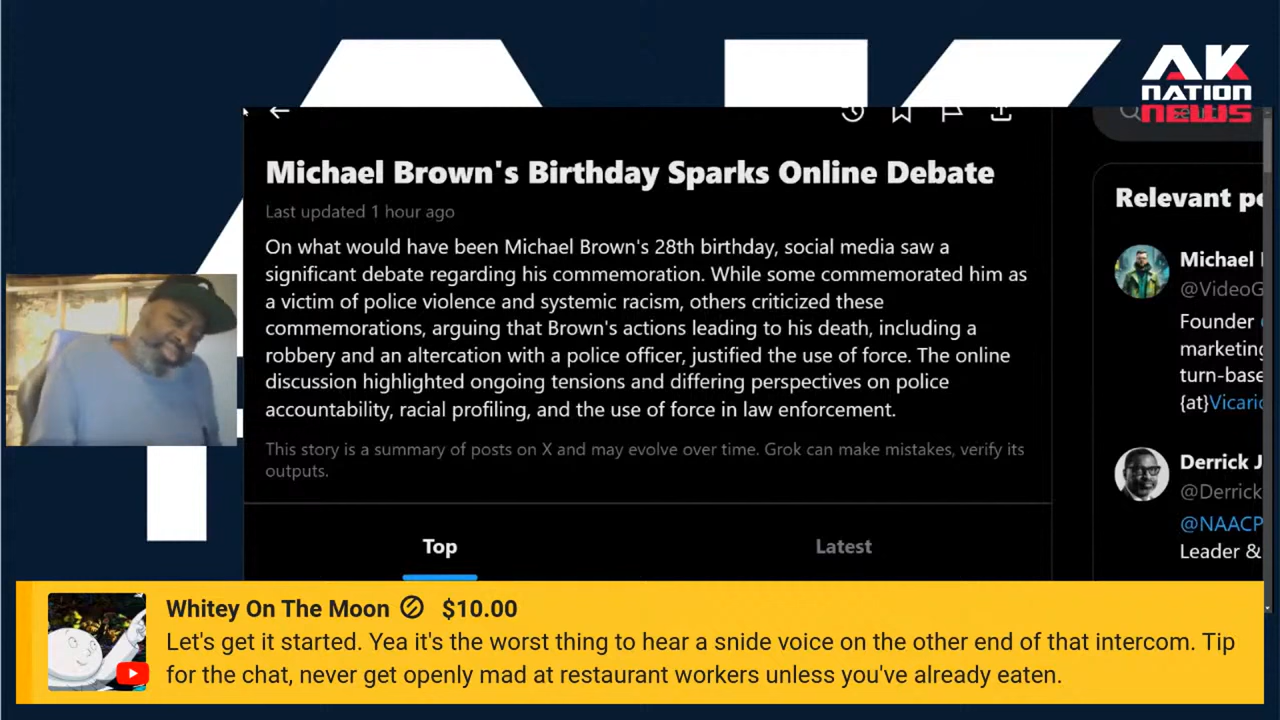 AK
NATION
NEWS
Michael Brown's Birthday Sparks Online Debate
Last updated 1 hour ago
On what would have been Michael Brown's 28th birthday, social media saw a
significant debate regarding his commemoration. While some commemorated him as
a victim of police violence and systemic racism, others criticized these
commemorations, arguing that Brown's actions leading to his death, including a
robbery and an altercation with a police officer, justified the use of force. The online
discussion highlighted ongoing tensions and differing perspectives on police
accountability, racial profiling, and the use of force in law enforcement.
This story is a summary of posts on X and may evolve over time. Grok can make mistakes, verify its
outputs.
Top
Latest
Relevant pe
Michael
@VideoG
Founder
marketing
turn-base
{at}Vicario
Derrick J
@Derrick
@NAACP
Leader &
Whitey On The Moon $10.00
Let's get it started. Yea it's the worst thing to hear a snide voice on the other end of that intercom. Tip
for the chat, never get openly mad at restaurant workers unless you've already eaten.